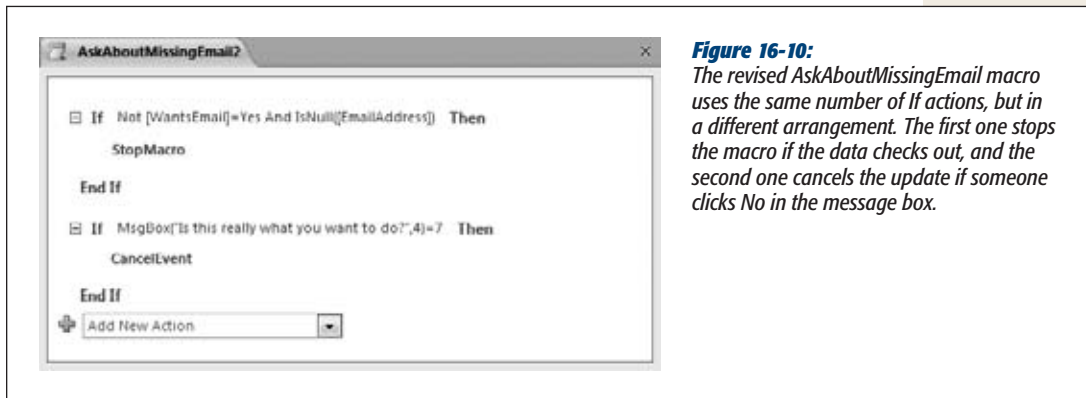 AskAboutMissingEmail2
If Not [WantsEmail]=Yes And IsNull([EmailAddress]) Then
StopMacro
End If
If MsgBox("Is this really what you want to do?",4)=7 Then
CancelEvent
End If
Add New Action
Figure 16-10:
The revised AskAboutMissingEmail macro
uses the same number of If actions, but in
a different arrangement. The first one stops
the macro if the data checks out, and the
second one cancels the update if someone
clicks No in the message box.